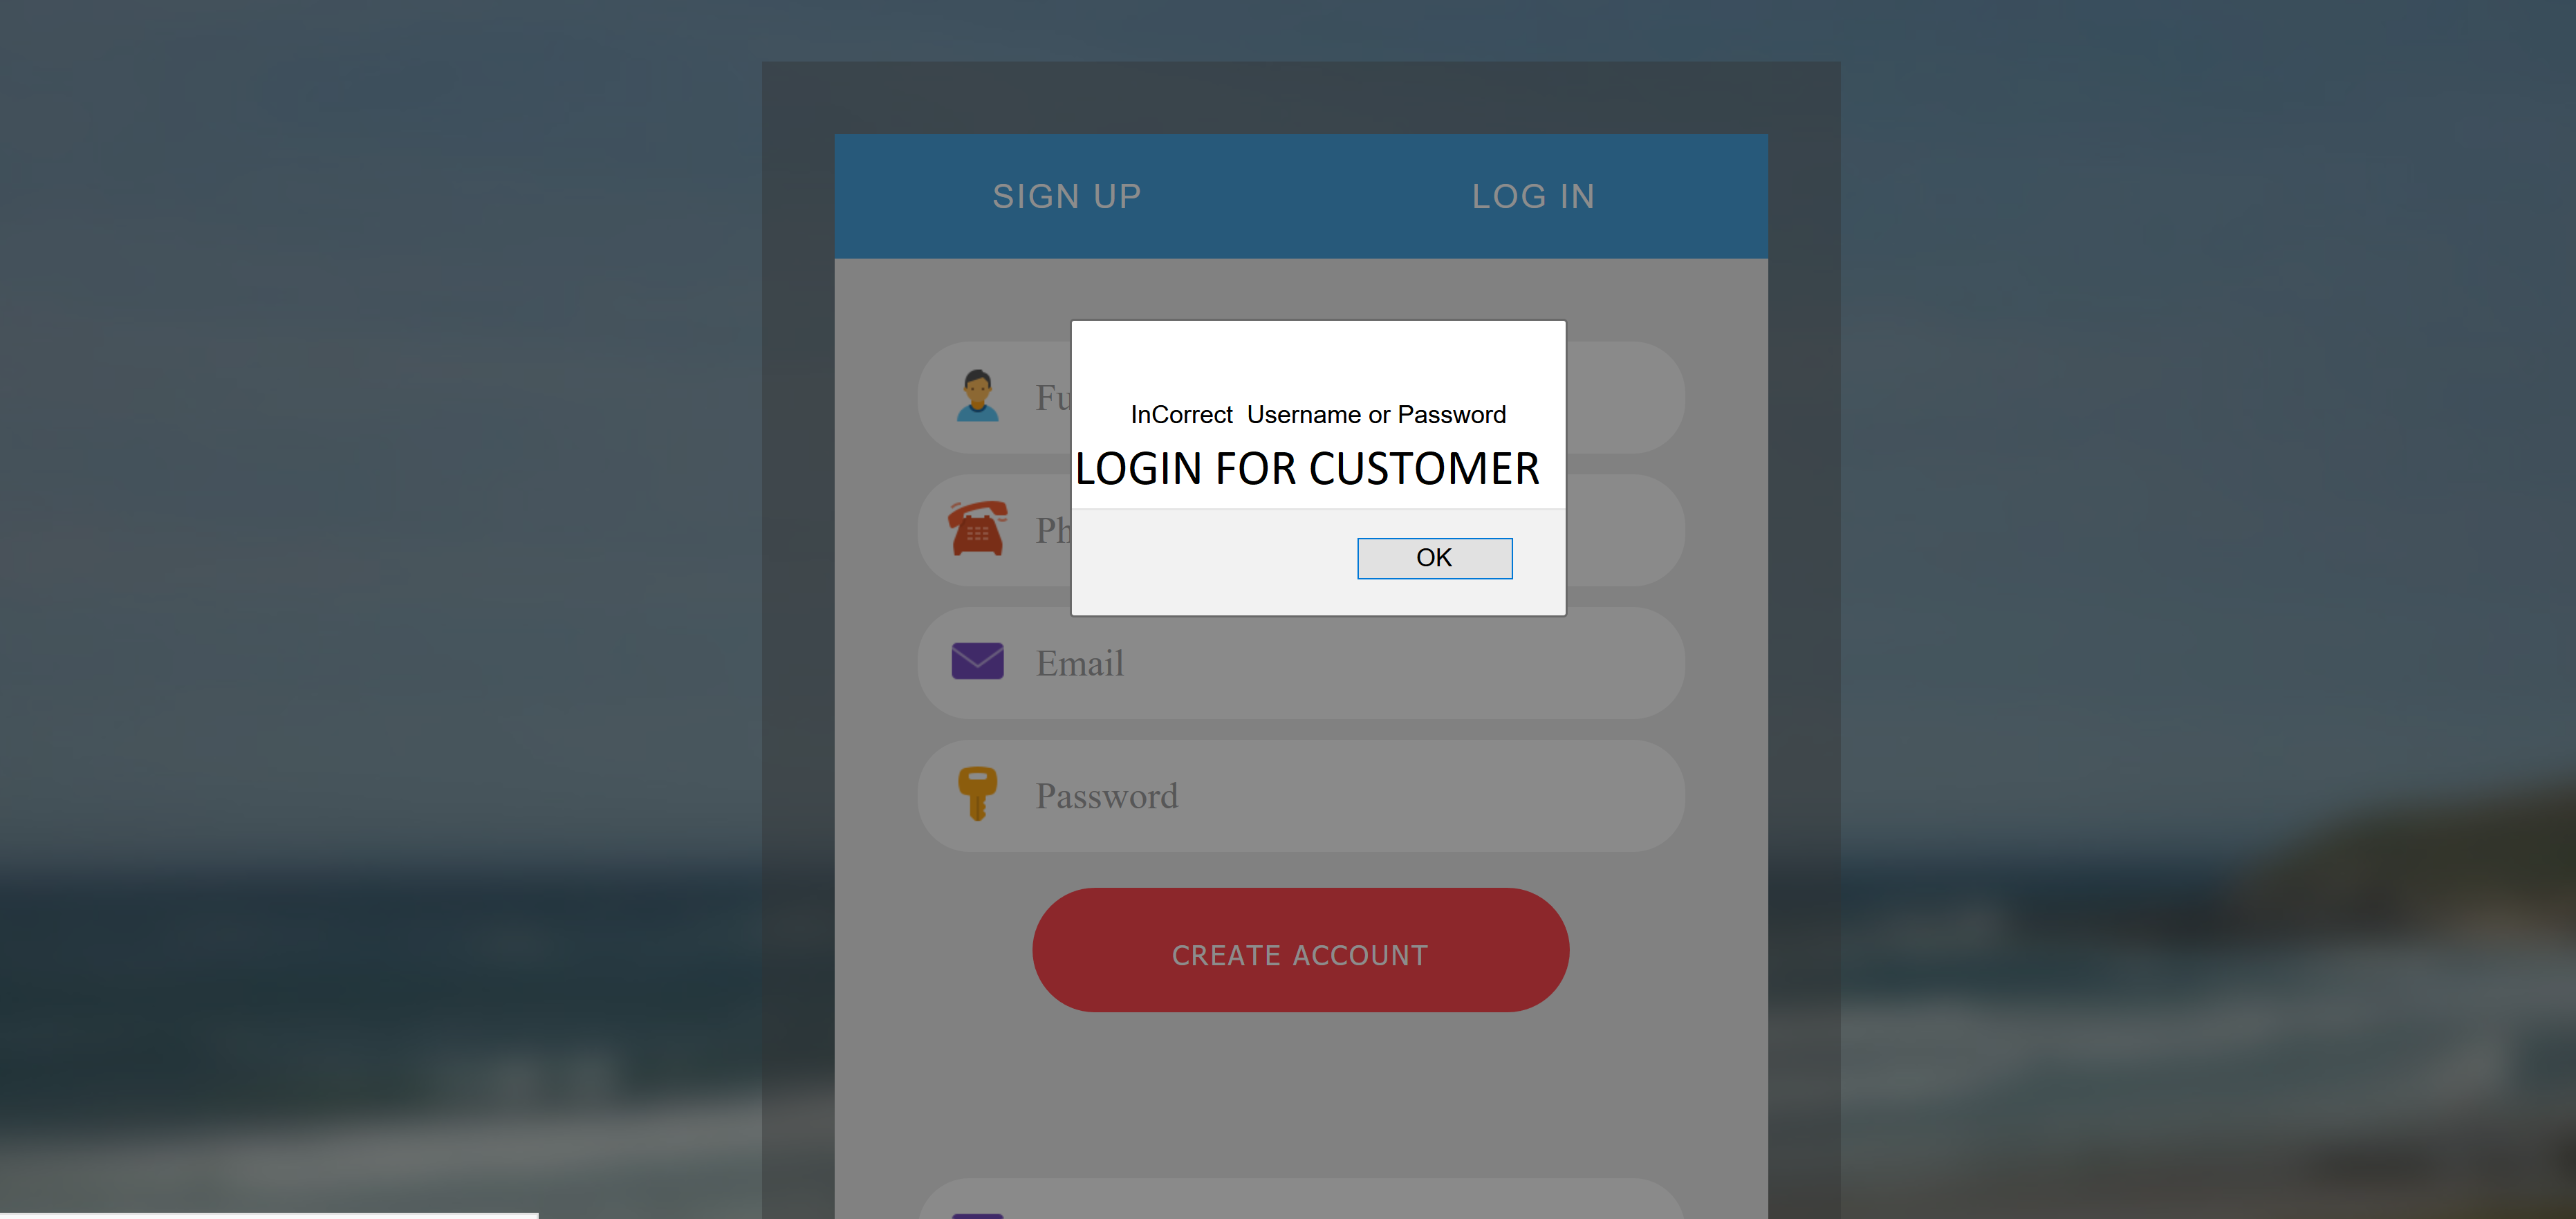 SIGN UP LOG IN
Fu
InCorrect  Username or Password
LOGIN FOR CUSTOMER
Ph
OK
Email
Password
CREATE ACCOUNT